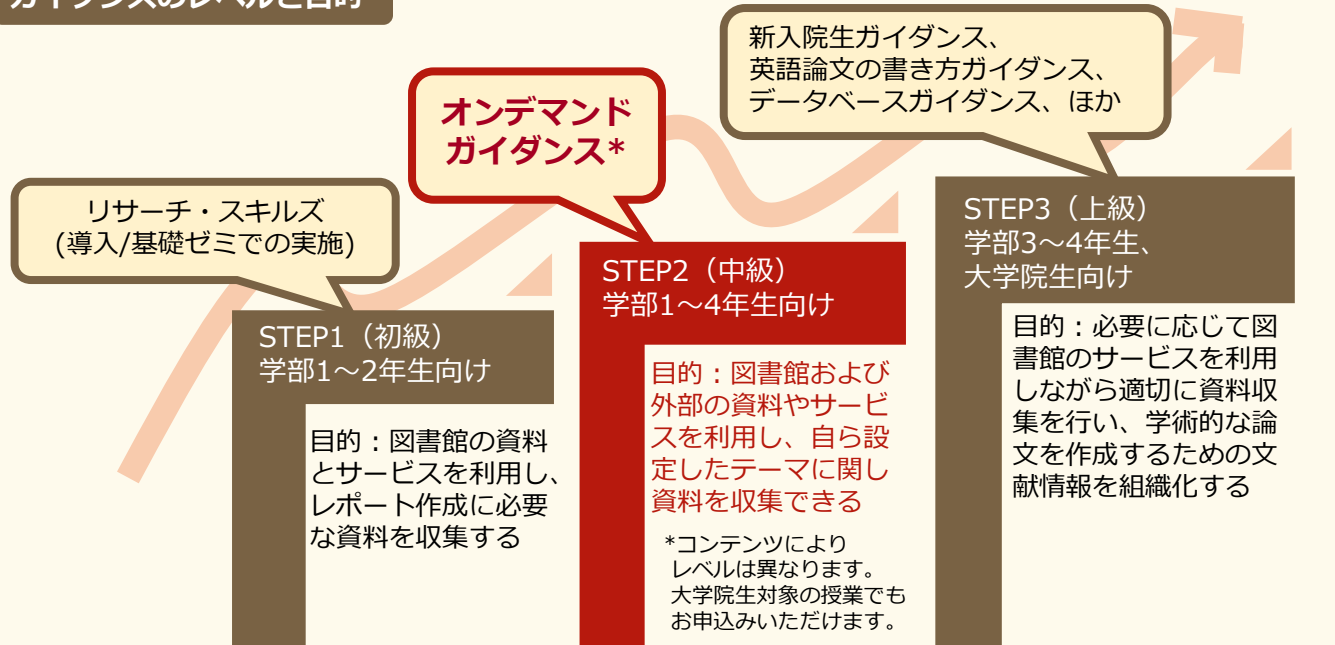 ガイダンスのレベルと目的
新入院生ガイダンス、
英語論文の書き方ガイダンス、
データベースガイダンス、ほか
オンデマンド
ガイダンス*
リサーチ・スキルズ
(導入/基礎ゼミでの実施)
STEP1（初級）
学部1～2年生向け
目的：図書館の資料
とサービスを利用し、
レポート作成に必要
な資料を収集する
STEP2（中級）
学部1～4年生向け
目的：図書館および
外部の資料やサービ
スを利用し、自ら設
定したテーマに関し
資料を収集できる
*コンテンツにより
レベルは異なります。
大学院生対象の授業でも
お申込みいただけます。
STEP3（上級）
学部3～4年生、
大学院生向け
目的：必要に応じて図
書館のサービスを利用
しながら適切に資料収
集を行い、学術的な論
文を作成するための文
献情報を組織化する